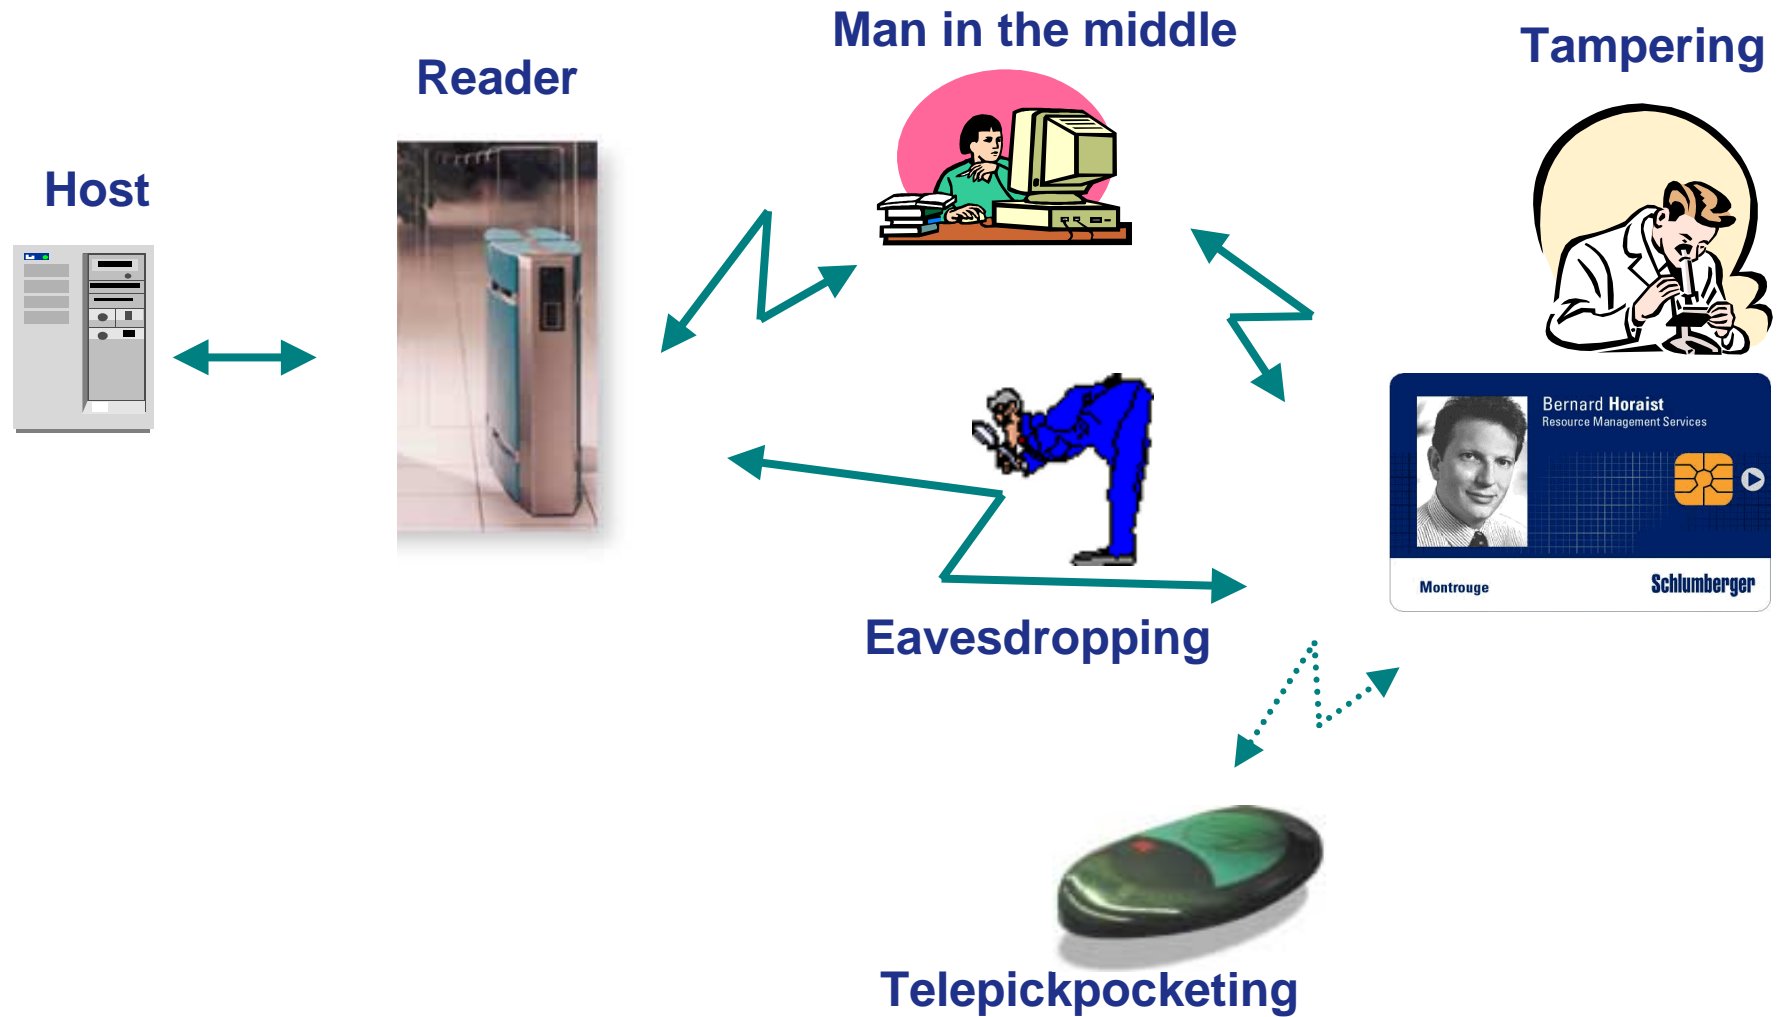 Man in the middle
Tampering
Reader
Host
Bernard Horaist
Resource Management Services
Montrouge
Schlumberger
Eavesdropping
Telepickpocketing